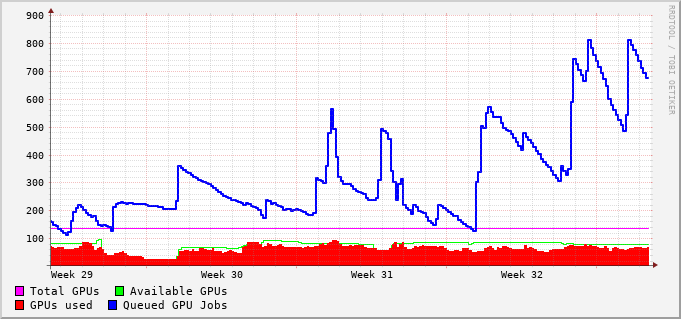 900
800
700
600
500
400
300
200
100
Week 29 Week 30 Week 31 Week 32
Total GPUs Available GPUs
GPUs used Queued GPU Jobs
RRDTOOL / TOBI OETIKER